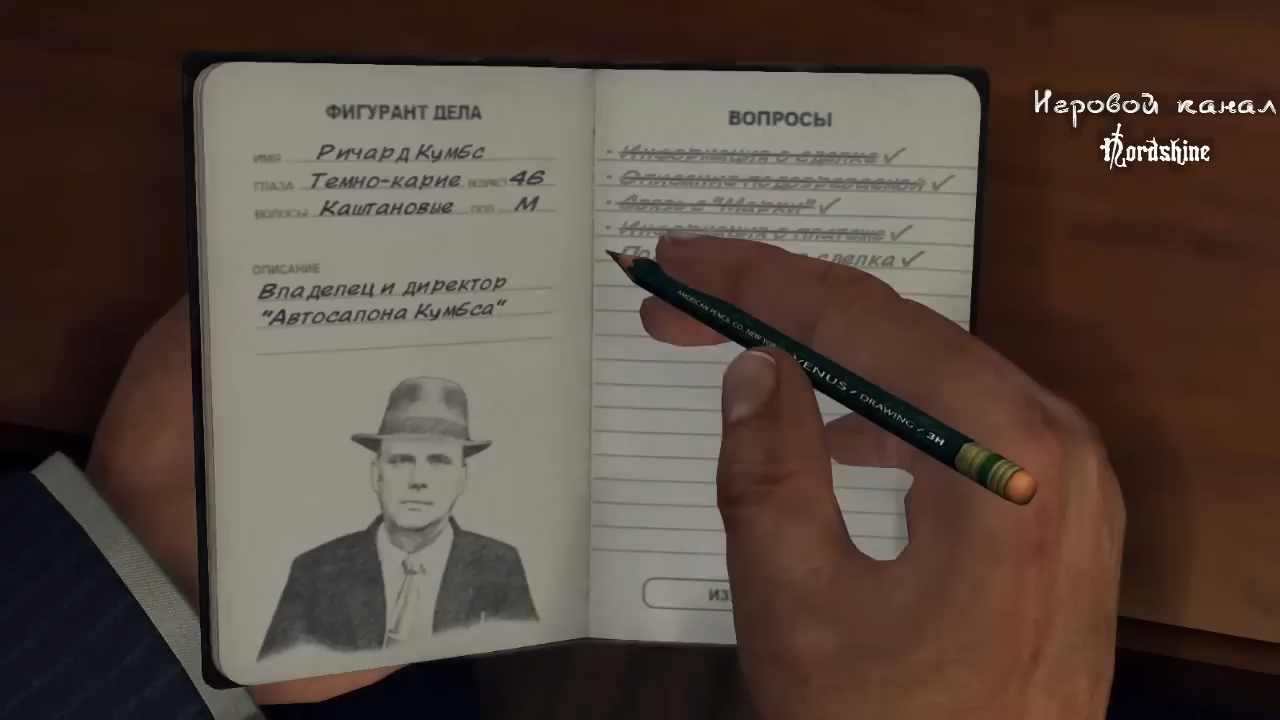 Игровой канал
Nordshine
ФИГУРАНТ ДЕЛА
ИМЯ Ричард Кумбс
ГЛАЗА Темно-карие ВОЗРАСТ 46
ВОЛОСЫ Каштановые ПОЛ М
ОПИСАНИЕ
Владелец и директор
"Автосалона Кумбса"
ВОПРОСЫ
- Информация о сделке ✓
- Описание подозреваемой ✓
- Связь с "Марки" ✓
- Информация о платеже ✓
сделка ✓
AMERICAN PENCIL CO. NEW YORK
VENUS / DRAWING / 3H